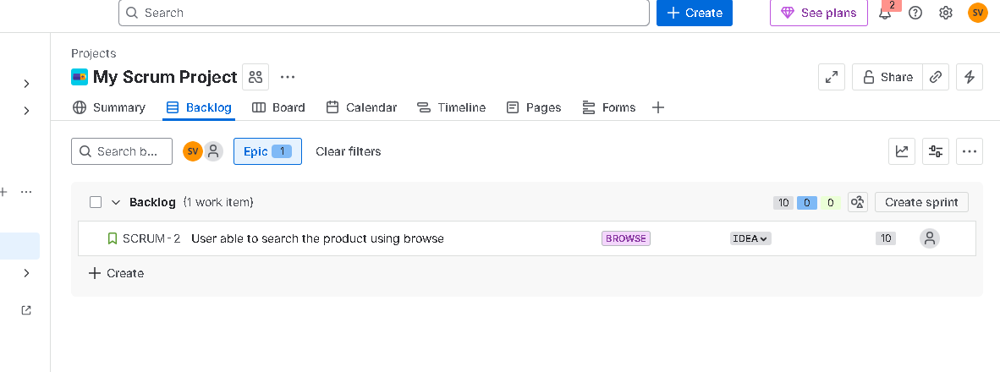 Search
Create
See plans
2
SV
Projects
My Scrum Project
Share
Summary
Backlog
Board
Calendar
Timeline
Pages
Forms
Search b...
SV
Epic 1
Clear filters
Backlog (1 work item)
10 0 0
Create sprint
SCRUM-2 User able to search the product using browse
BROWSE
IDEA
10
Create